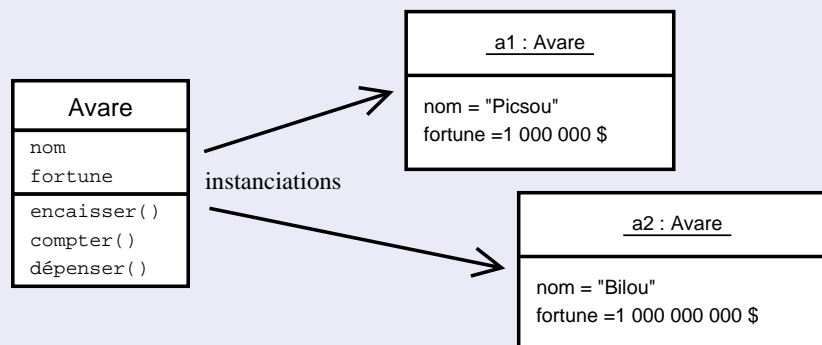 Avare
nom
fortune
encaisser()
compter()
dépenser()
instanciations
a1 : Avare
nom = "Picsou"
fortune =1 000 000 $
a2 : Avare
nom = "Bilou"
fortune =1 000 000 000 $